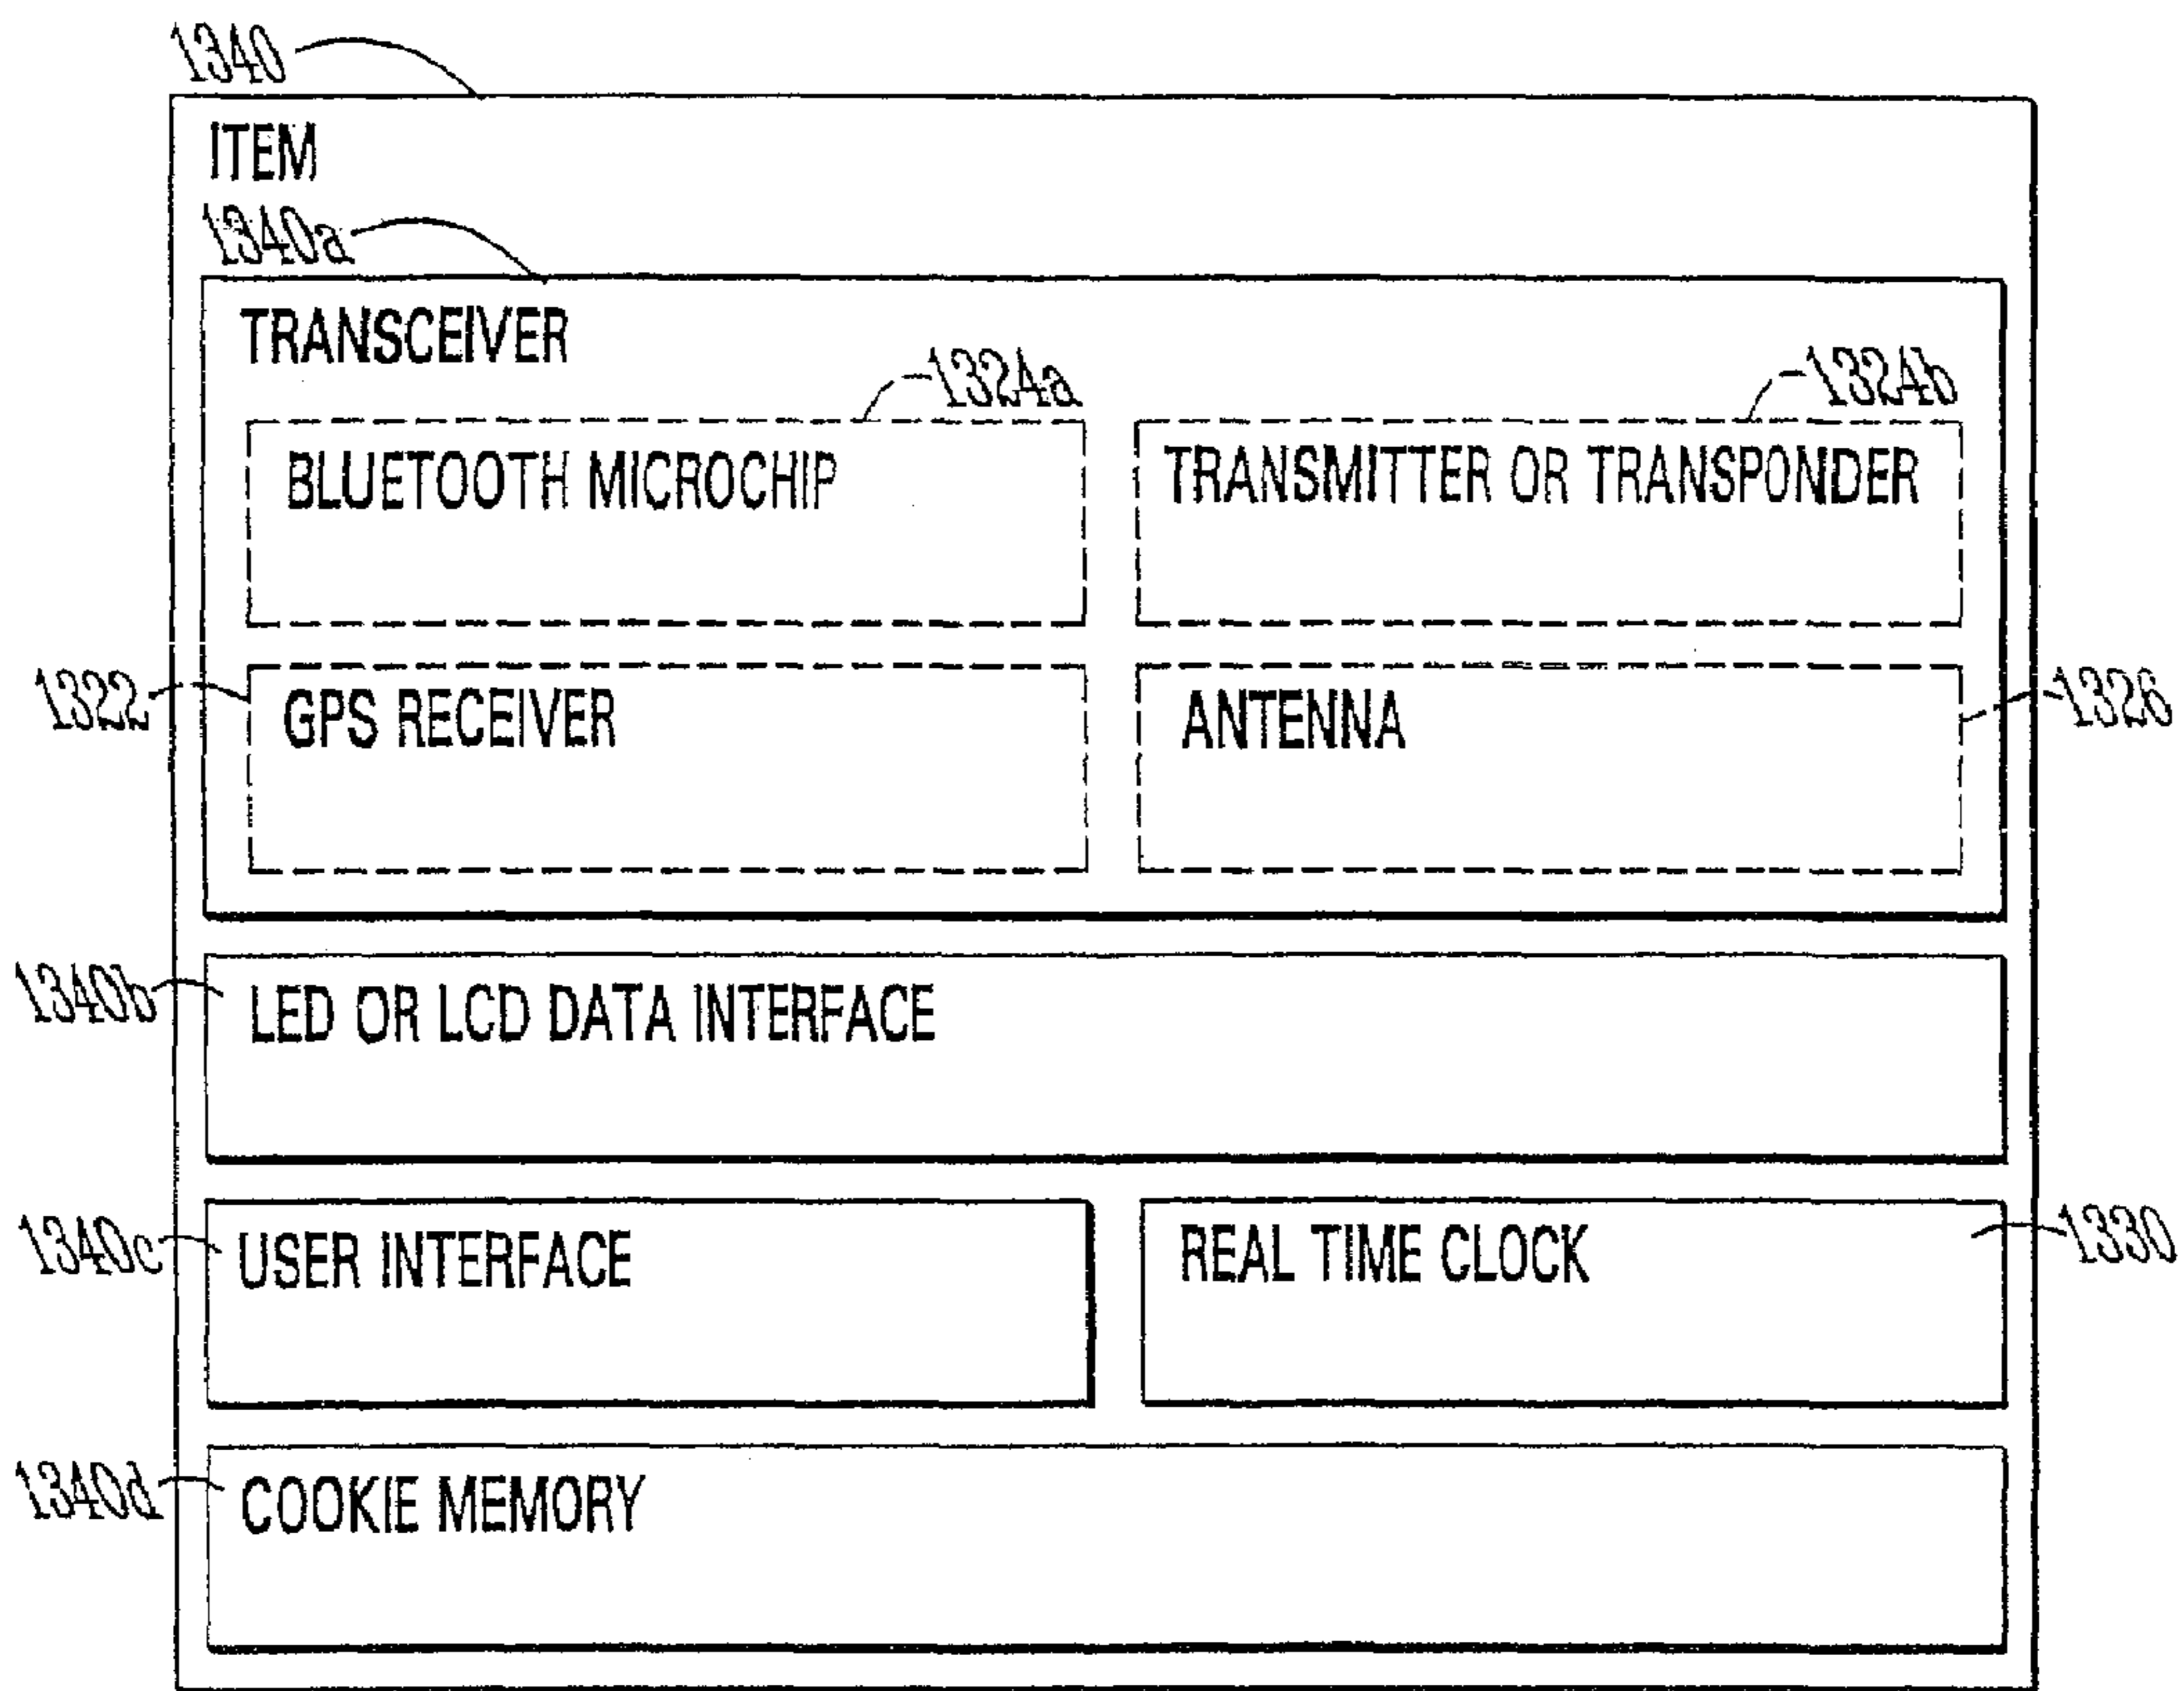 1340
ITEM
1340a
TRANSCEIVER
1324a
1324b
BLUETOOTH MICROCHIP
TRANSMITTER OR TRANSPONDER
1322
GPS RECEIVER
ANTENNA
1326
1340b
LED OR LCD DATA INTERFACE
1340c
USER INTERFACE
REAL TIME CLOCK
1330
1340d
COOKIE MEMORY